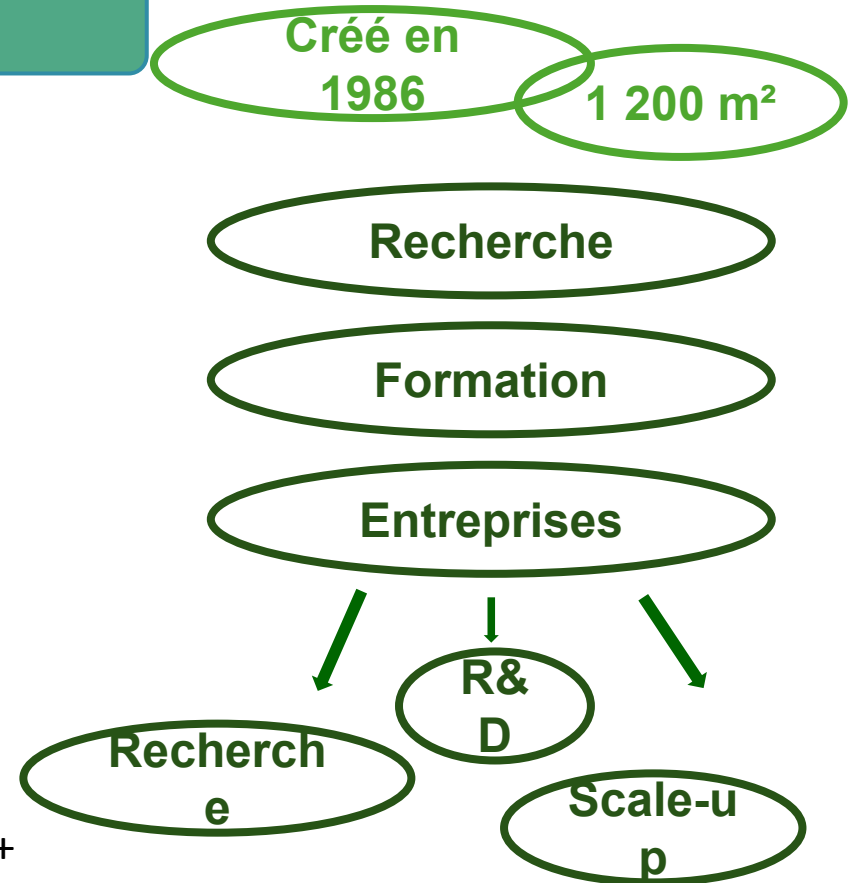 Créé en
1986
1 200 m²
Recherche
Formation
Entreprises
R&
D
Recherch
e
Scale-u
p
+